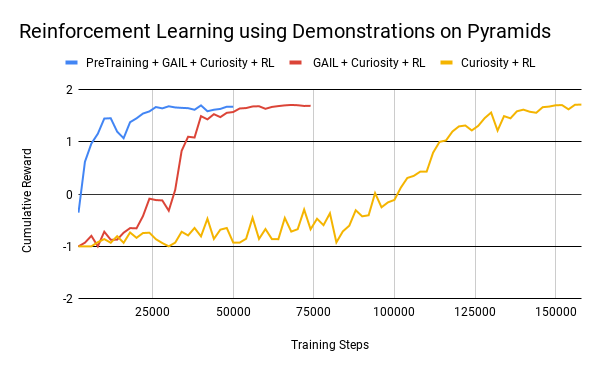 Reinforcement Learning using Demonstrations on Pyramids
PreTraining + GAIL + Curiosity + RL GAIL + Curiosity + RL Curiosity + RL
2
1
0
-1
-2
Cumulative Reward
25000 50000 75000 100000 125000 150000
Training Steps